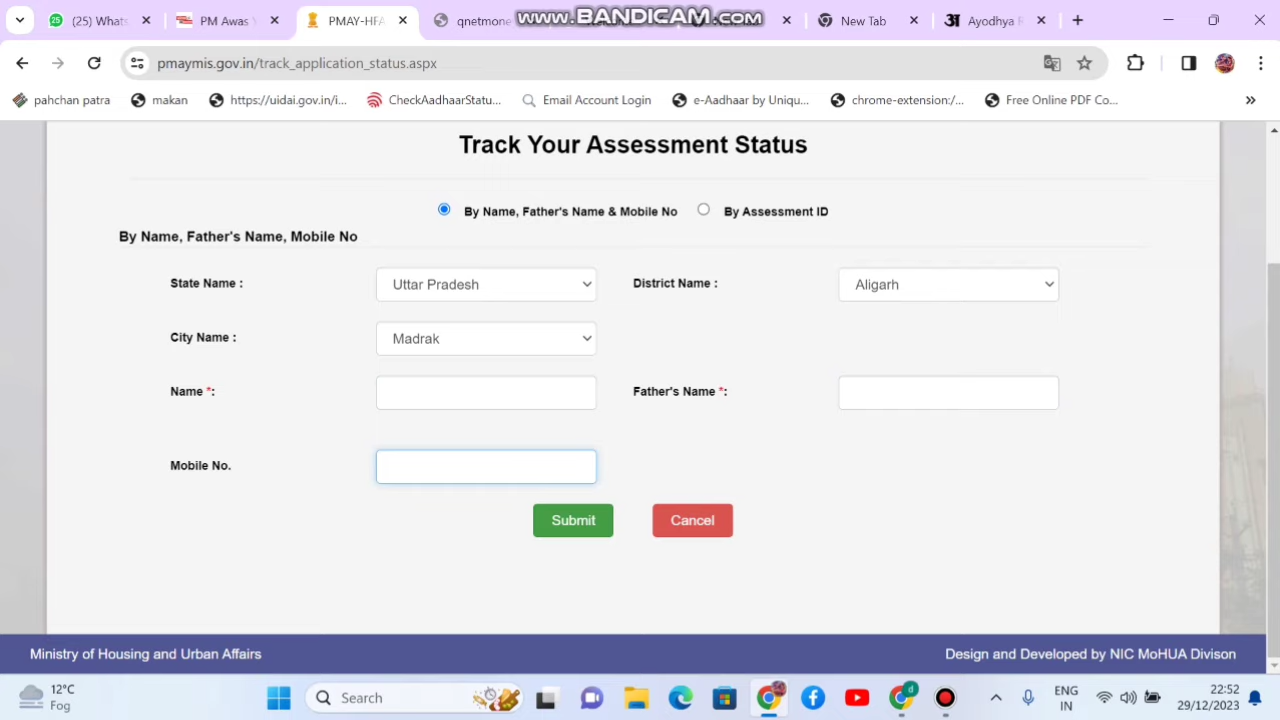 (25) Whats
PM Awas Y
PMAY-HFA
qnetmone
www.BANDICAM.com
New Tab
Ayodhya R
pmaymis.gov.in/track_application_status.aspx
pahchan patra
makan
https://uidai.gov.in/i...
CheckAadhaarStatu...
Email Account Login
e-Aadhaar by Uniqu...
chrome-extension:/...
Free Online PDF Co...
Track Your Assessment Status
By Name, Father's Name & Mobile No
By Assessment ID
By Name, Father's Name, Mobile No
State Name :
Uttar Pradesh
District Name :
Aligarh
City Name :
Madrak
Name *:
Father's Name *:
Mobile No.
Submit
Cancel
Ministry of Housing and Urban Affairs
Design and Developed by NIC MoHUA Divison
12°C
Fog
Search
ENG
IN
22:52
29/12/2023